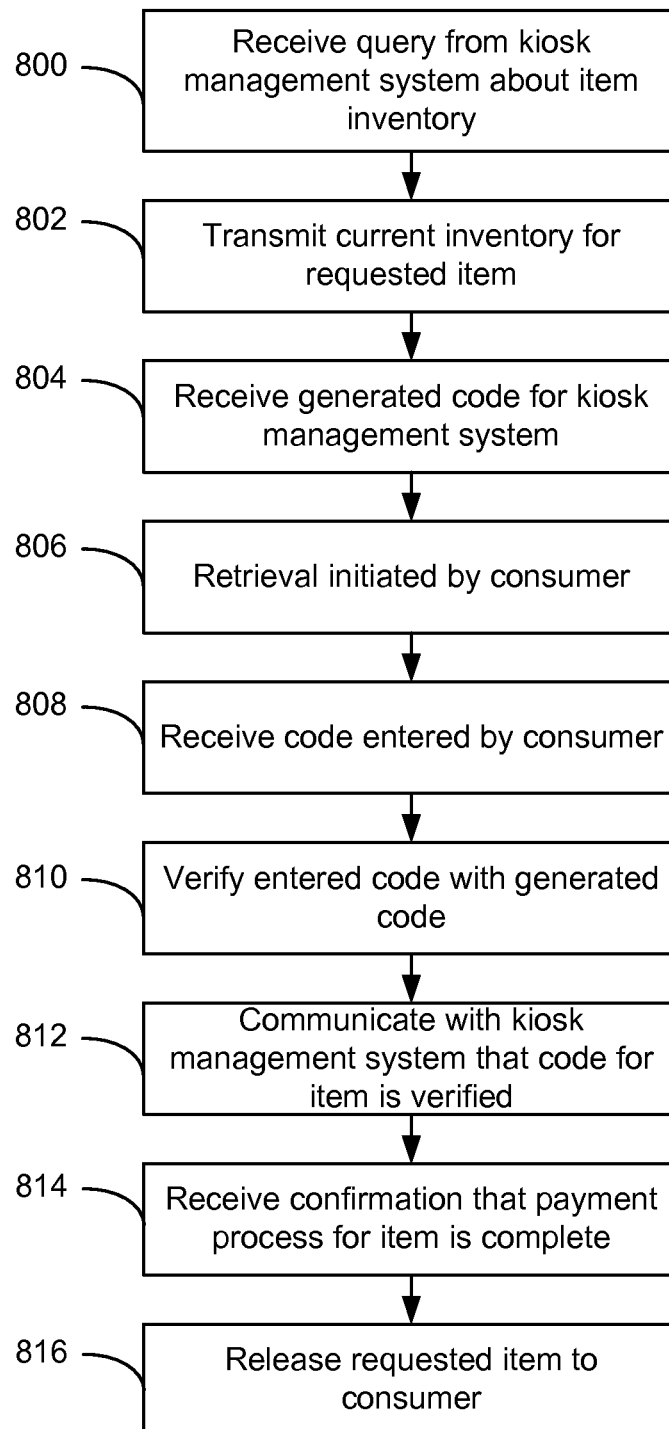 800
Receive query from kiosk
management system about item
inventory
802
Transmit current inventory for
requested item
804
Receive generated code for kiosk
management system
806
Retrieval initiated by consumer
808
Receive code entered by consumer
810
Verify entered code with generated
code
812
Communicate with kiosk
management system that code for
item is verified
814
Receive confirmation that payment
process for item is complete
816
Release requested item to
consumer